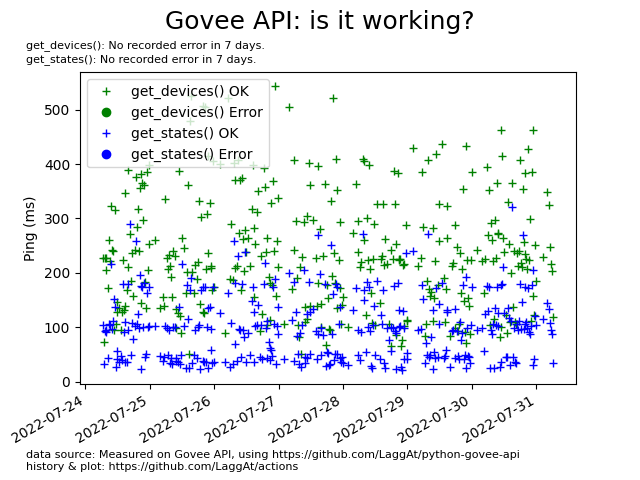 Govee API: is it working?
get_devices(): No recorded error in 7 days.
get_states(): No recorded error in 7 days.
get_devices() OK
get_devices() Error
get_states() OK
get_states() Error
Ping (ms)
500
400
300
200
100
0
2022-07-24
2022-07-25
2022-07-26
2022-07-27
2022-07-28
2022-07-29
2022-07-30
2022-07-31
data source: Measured on Govee API, using https://github.com/LaggAt/python-govee-api
history & plot: https://github.com/LaggAt/actions